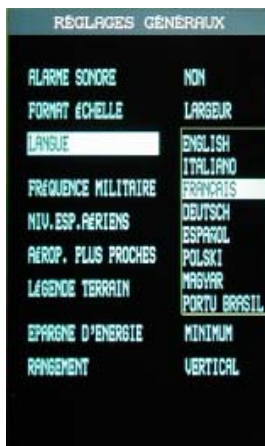 RÉGLAGES GÉNÉRAUX
ALARME SONORE NON
FORMAT ÉCHELLE LARGEUR
LANGUE ENGLISH
ITALIANO
FRÉQUENCE MILITAIRE FRANÇAIS
DEUTSCH
NIV.ESP.AÉRIENS ESPAÑOL
AÉROP. PLUS PROCHES POLSKI
MAGYAR
LÉGENDE TERRAIN PORTU BRASIL
EPARGNE D'ENERGIE MINIMUM
RANGEMENT VERTICAL